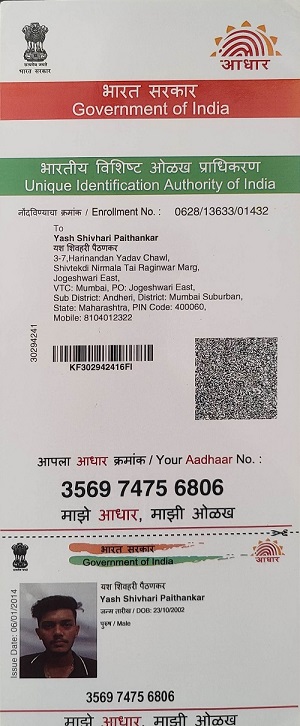 सत्यमेव जयते
भारत सरकार
आधार
भारत सरकार
Government of India
भारतीय विशिष्ट ओळख प्राधिकरण
Unique Identification Authority of India
नोंदविण्याचा क्रमांक / Enrollment No. : 0628/13633/01432
To
Yash Shivhari Paithankar
यश शिवहरी पैठणकर
3-7,Harinandan Yadav Chawl,
Shivtekdi Nirmala Tai Raginwar Marg,
Jogeshwari East,
VTC: Mumbai, PO: Jogeshwari East,
Sub District: Andheri, District: Mumbai Suburban,
State: Maharashtra, PIN Code: 400060,
Mobile: 8104012322
30294241
KF302942416FI
आपला आधार क्रमांक / Your Aadhaar No. :
3569 7475 6806
माझे आधार, माझी ओळख
भारत सरकार
Government of India
आधार
Issue Date: 06/01/2014
यश शिवहरी पैठणकर
Yash Shivhari Paithankar
जन्म तारीख / DOB: 23/10/2002
पुरुष / Male
3569 7475 6806
माझे आधार, माझी ओळख